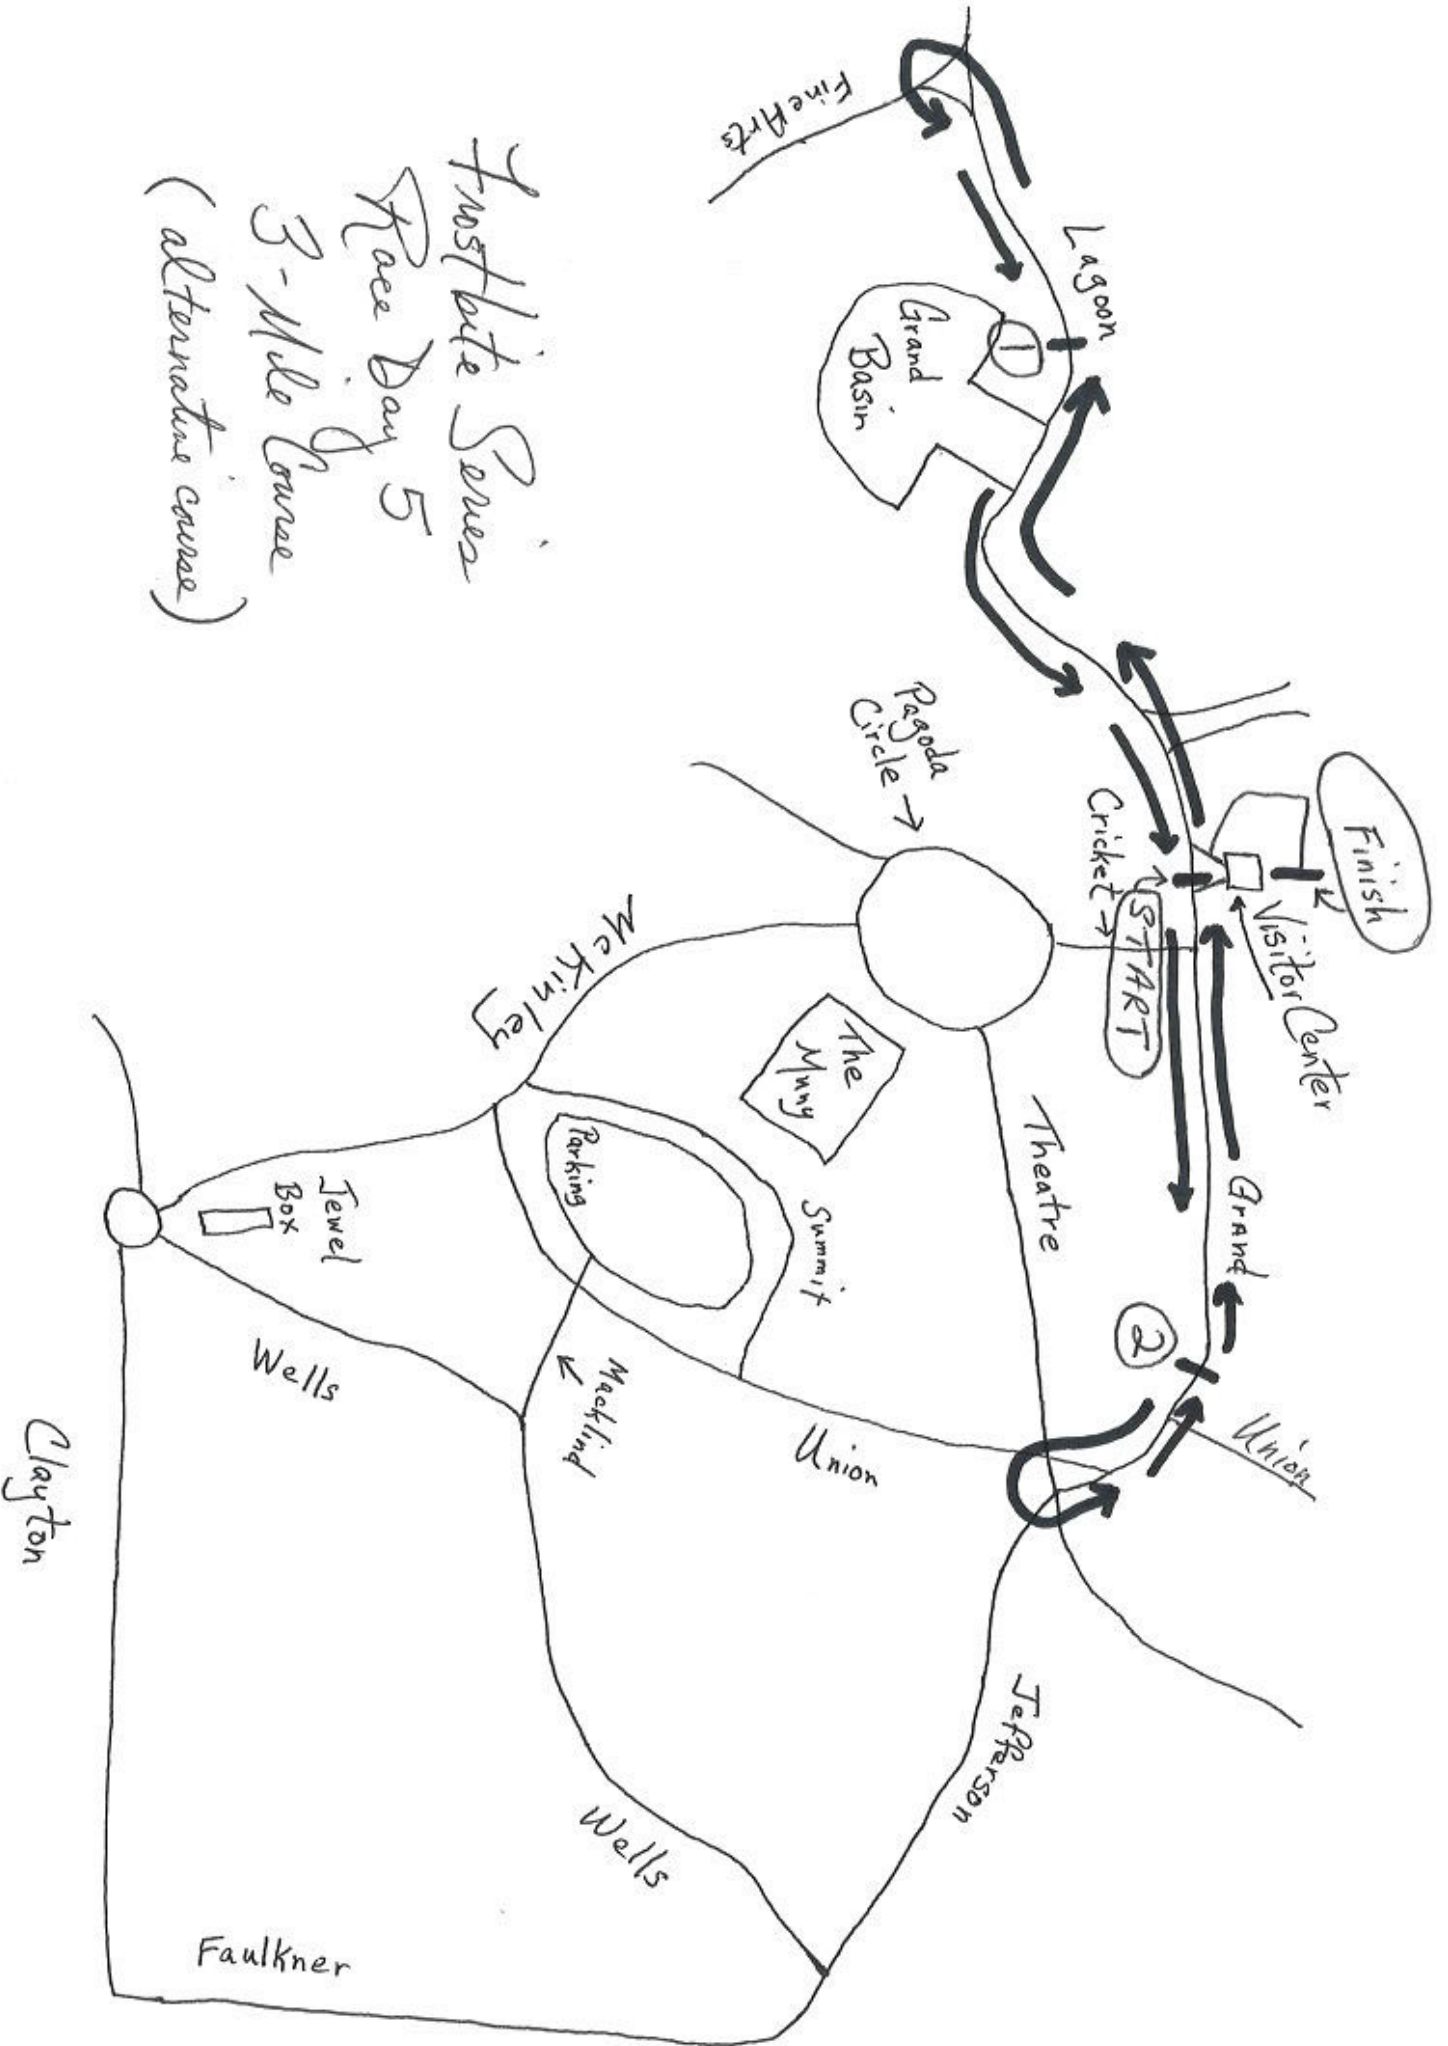 Frostbite Series
Race Day 5
3-Mile Course
(alternative course)
Finish
Visitor Center
Lagoon
Grand
Union
Fine Arts
1
Grand
Basin
Cricket →
START
2
Pagoda
Circle →
Theatre
The
Muny
McKinley
Summit
Parking
Union
Jefferson
Jewel
Box
Macklind
Wells
Wells
Faulkner
Clayton